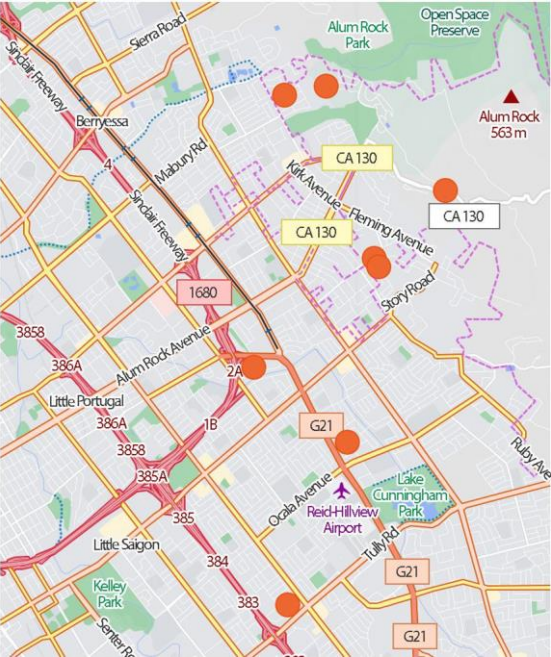 Sierra Road
Alum Rock
Park
Open Space
Preserve
Sinclair Freeway
Alum Rock
563 m
Berryessa
4
Mabury Rd
CA 130
Kirk Avenue
Fleming Avenue
CA 130
CA 130
Sinclair Freeway
1680
Story Road
3858
Alum Rock Avenue
386A
2A
Little Portugal
386A
1B
G21
3858
385A
Ruby Ave
Ocala Avenue
Lake
Cunningham
Park
Reid-Hillview
Airport
385
Tully Rd
Little Saigon
384
G21
Kelley
Park
383
Senter Ro
G21